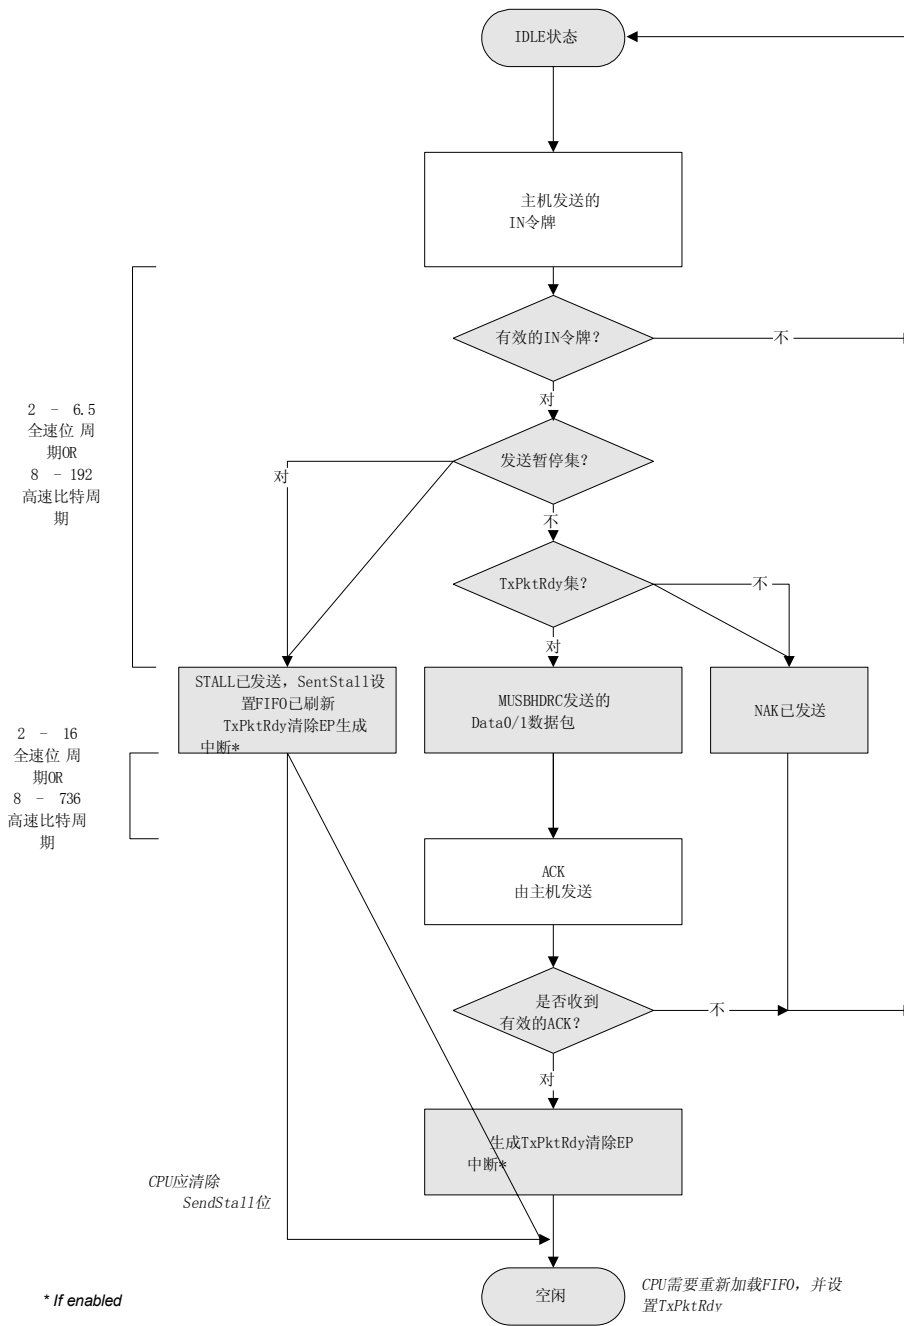 IDLE状态
主机发送的
IN令牌
有效的IN令牌？
不
对
2 - 6.5
全速位 周
期OR
8 - 192
高速比特周
期
发送暂停集？
对
不
TxPktRdy集？
不
对
STALL已发送，SentStall设
置FIFO已刷新
TxPktRdy清除EP生成
中断*
MUSBHDRC发送的
Data0/1数据包
NAK已发送
2 - 16
全速位 周
期OR
8 - 736
高速比特周
期
ACK
由主机发送
是否收到
有效的ACK？
不
对
生成TxPktRdy清除EP
中断*
CPU应清除
SendStall位
空闲
CPU需要重新加载FIFO，并设
置TxPktRdy
* If enabled